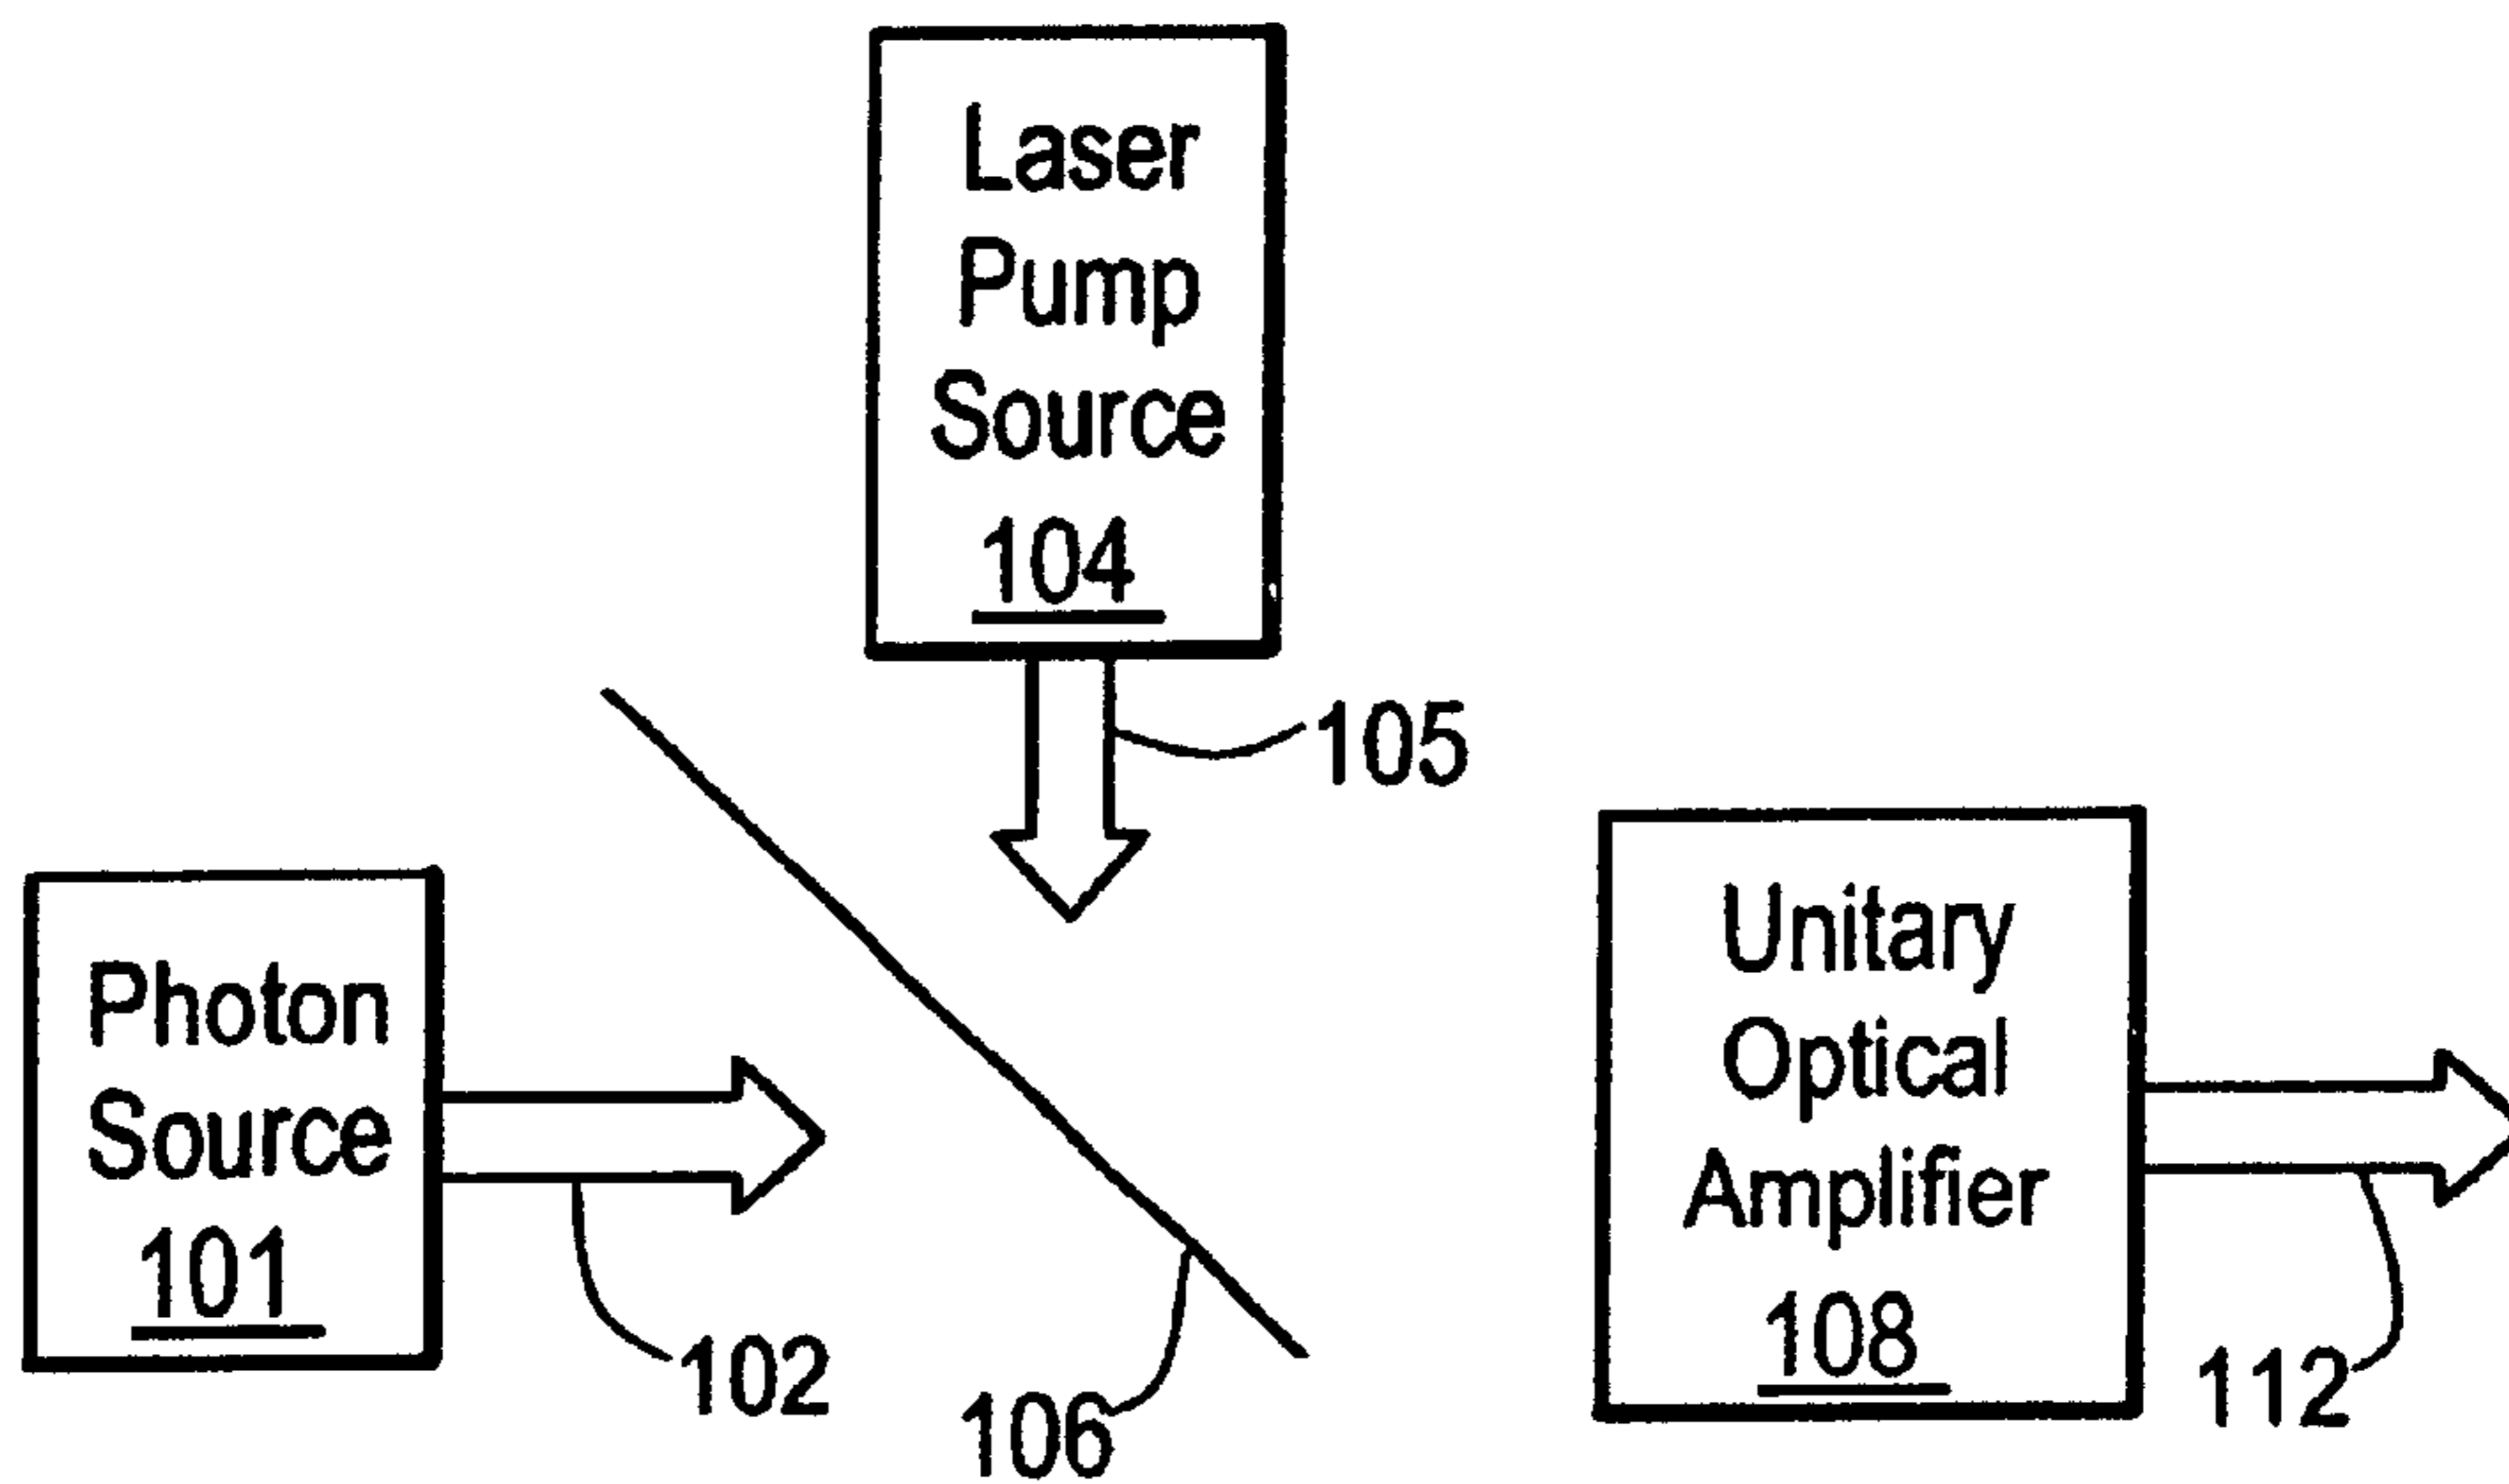 Laser
Pump
Source
104
105
Photon
Source
101
102
106
Unitary
Optical
Amplifier
108
112